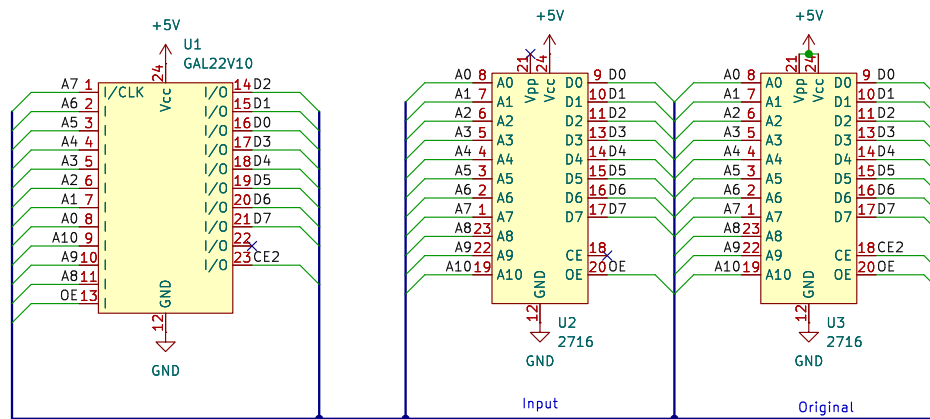 +5V
U1
GAL22V10
24
Vcc
A7 1 I/CLK I/O 14 D2
A6 2 I I/O 15 D1
A5 3 I I/O 16 D0
A4 4 I I/O 17 D3
A3 5 I I/O 18 D4
A2 6 I I/O 19 D5
A1 7 I I/O 20 D6
A0 8 I I/O 21 D7
A10 9 I I/O 22
A9 10 I I/O 23 CE2
A8 11 I
OE 13 I
GND
12
GND
+5V
21 24
Vpp Vcc
A0 8 A0 D0 9 D0
A1 7 A1 D1 10 D1
A2 6 A2 D2 11 D2
A3 5 A3 D3 13 D3
A4 4 A4 D4 14 D4
A5 3 A5 D5 15 D5
A6 2 A6 D6 16 D6
A7 1 A7 D7 17 D7
A8 23 A8
A9 22 A9 CE 18
A10 19 A10 OE 20 OE
GND
12
U2
2716
GND
Input
+5V
21 24
Vpp Vcc
A0 8 A0 D0 9 D0
A1 7 A1 D1 10 D1
A2 6 A2 D2 11 D2
A3 5 A3 D3 13 D3
A4 4 A4 D4 14 D4
A5 3 A5 D5 15 D5
A6 2 A6 D6 16 D6
A7 1 A7 D7 17 D7
A8 23 A8
A9 22 A9 CE 18 CE2
A10 19 A10 OE 20 OE
GND
12
U3
2716
GND
Original